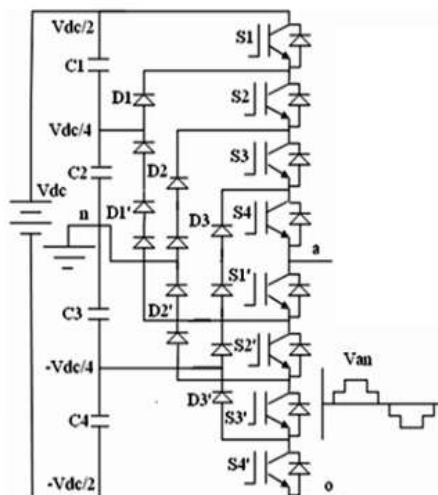 Vdc/2
S1
C1
D1
S2
Vdc/4
D2
S3
C2
Vdc
n
D1'
D3
S4
a
S1'
C3
D2'
S2'
Van
-Vdc/4
D3'
S3'
C4
S4'
-Vdc/2
o